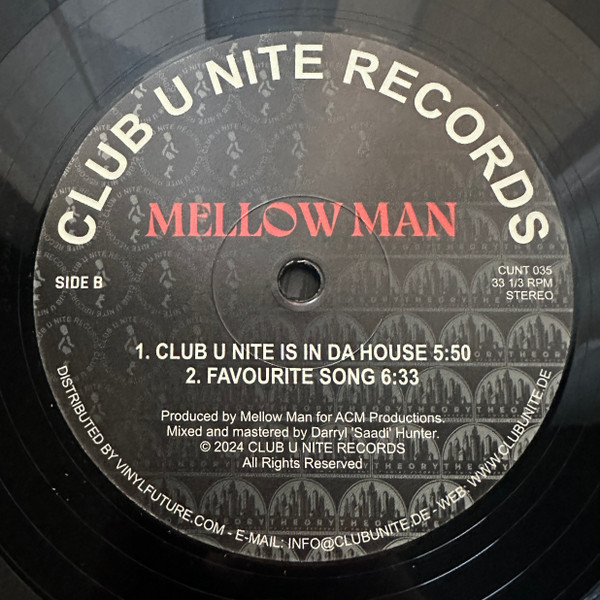 CLUB U NITE RECORDS
MELLOW MAN
SIDE B
CUNT 035
33 1/3 RPM
STEREO
1. CLUB U NITE IS IN DA HOUSE 5:50
2. FAVOURITE SONG 6:33
Produced by Mellow Man for ACM Productions.
Mixed and mastered by Darryl 'Saadi' Hunter.
© 2024 CLUB U NITE RECORDS
All Rights Reserved
DISTRIBUTED BY VINYLFUTURE.COM - E-MAIL: INFO@CLUBUNITE.DE - WEB: WWW.CLUBUNITE.DE